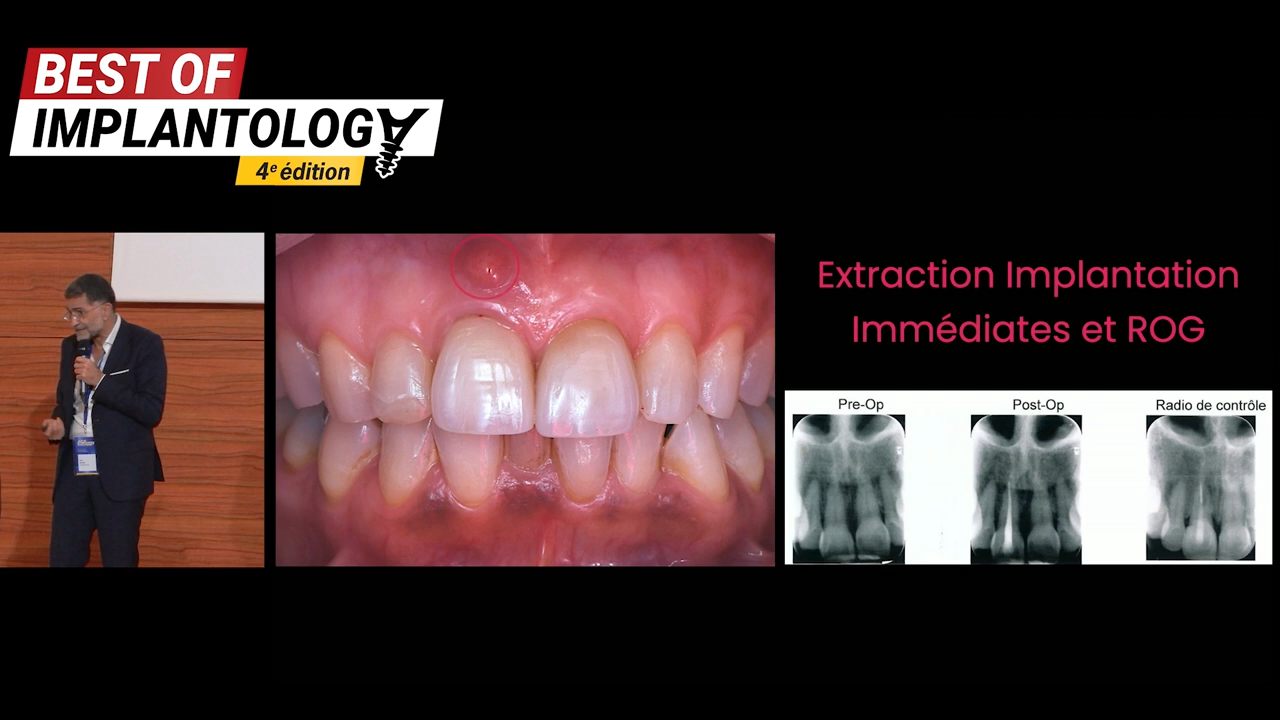 BEST OF
IMPLANTOLOGY
4e édition
Extraction Implantation
Immédiates et ROG
Pre-Op
Post-Op
Radio de contrôle